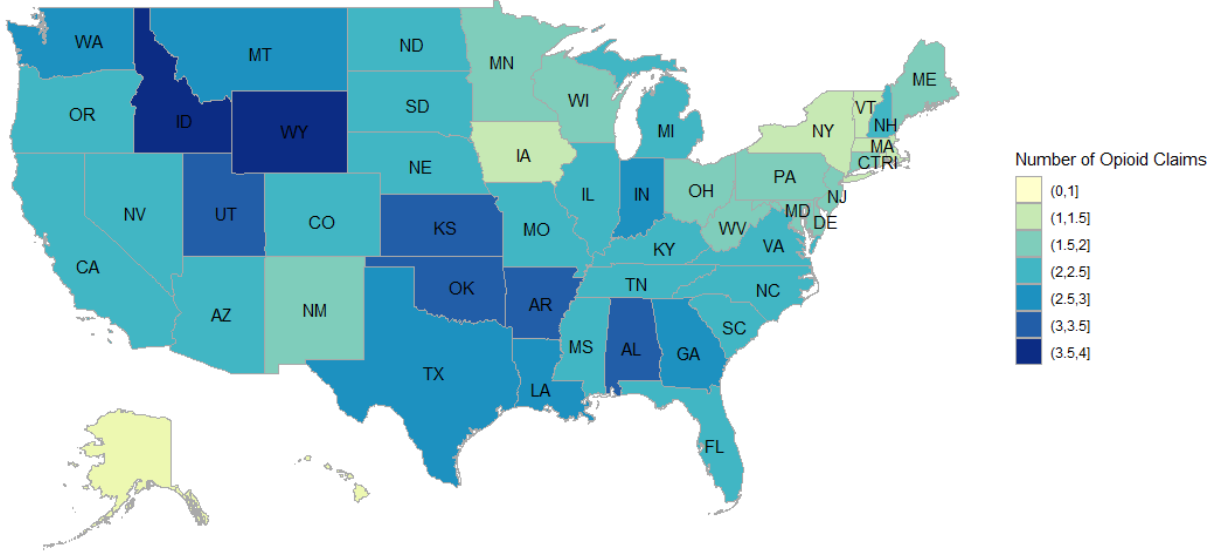 WA
MT
ND
MN
ME
OR
ID
WY
SD
WI
MI
NY
VT
NH
MA
CTRI
NV
UT
CO
NE
IA
IL
IN
OH
PA
NJ
MD
DE
CA
KS
MO
KY
WV
VA
AZ
NM
OK
AR
TN
NC
TX
LA
MS
AL
GA
SC
FL
Number of Opioid Claims
(0,1]
(1,1.5]
(1.5,2]
(2,2.5]
(2.5,3]
(3,3.5]
(3.5,4]